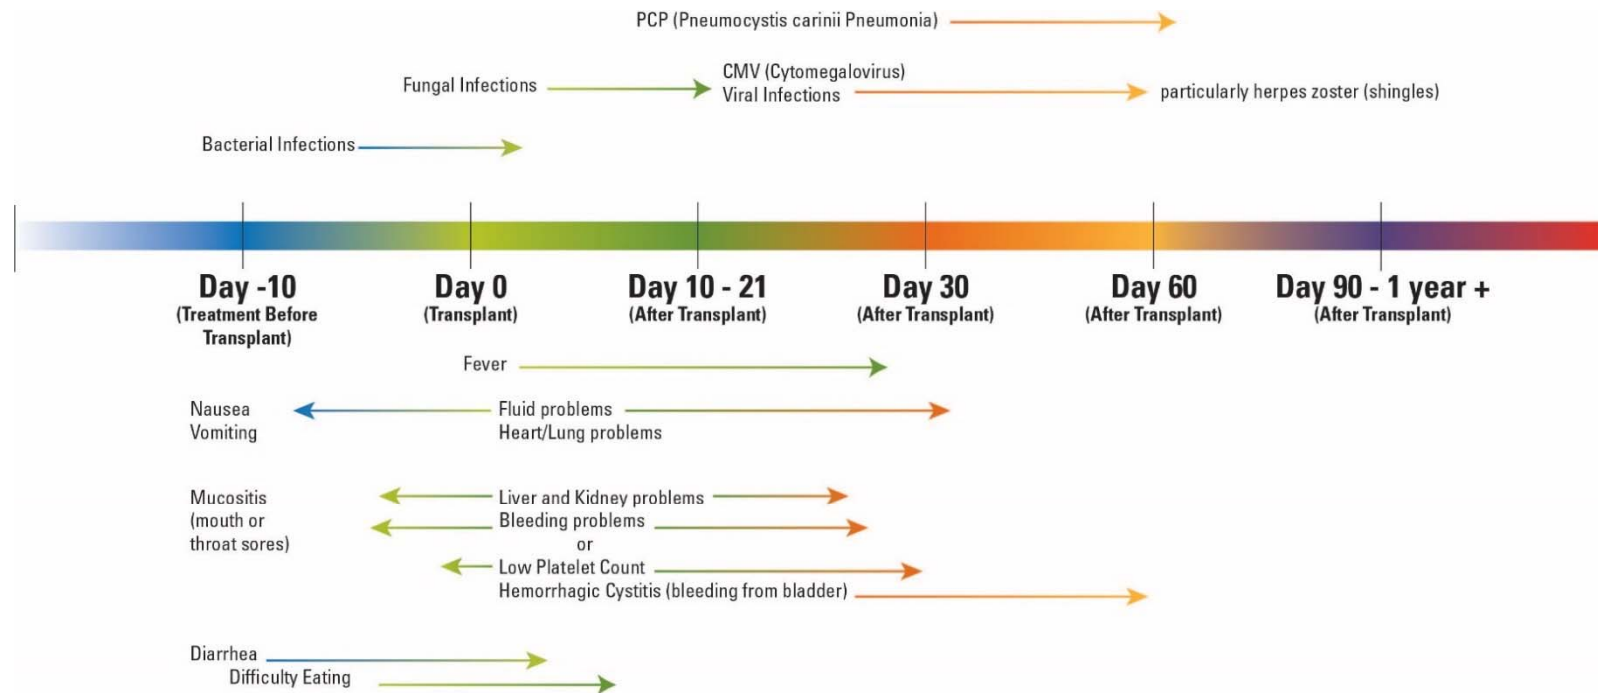 PCP (Pneumocystis carinii Pneumonia)
Fungal Infections
CMV (Cytomegalovirus)
Viral Infections
particularly herpes zoster (shingles)
Bacterial Infections
Day -10
(Treatment Before
Transplant)
Day 0
(Transplant)
Day 10 - 21
(After Transplant)
Day 30
(After Transplant)
Day 60
(After Transplant)
Day 90 - 1 year +
(After Transplant)
Fever
Nausea
Vomiting
Fluid problems
Heart/Lung problems
Mucositis
(mouth or
throat sores)
Liver and Kidney problems
Bleeding problems
or
Low Platelet Count
Hemorrhagic Cystitis (bleeding from bladder)
Diarrhea
Difficulty Eating